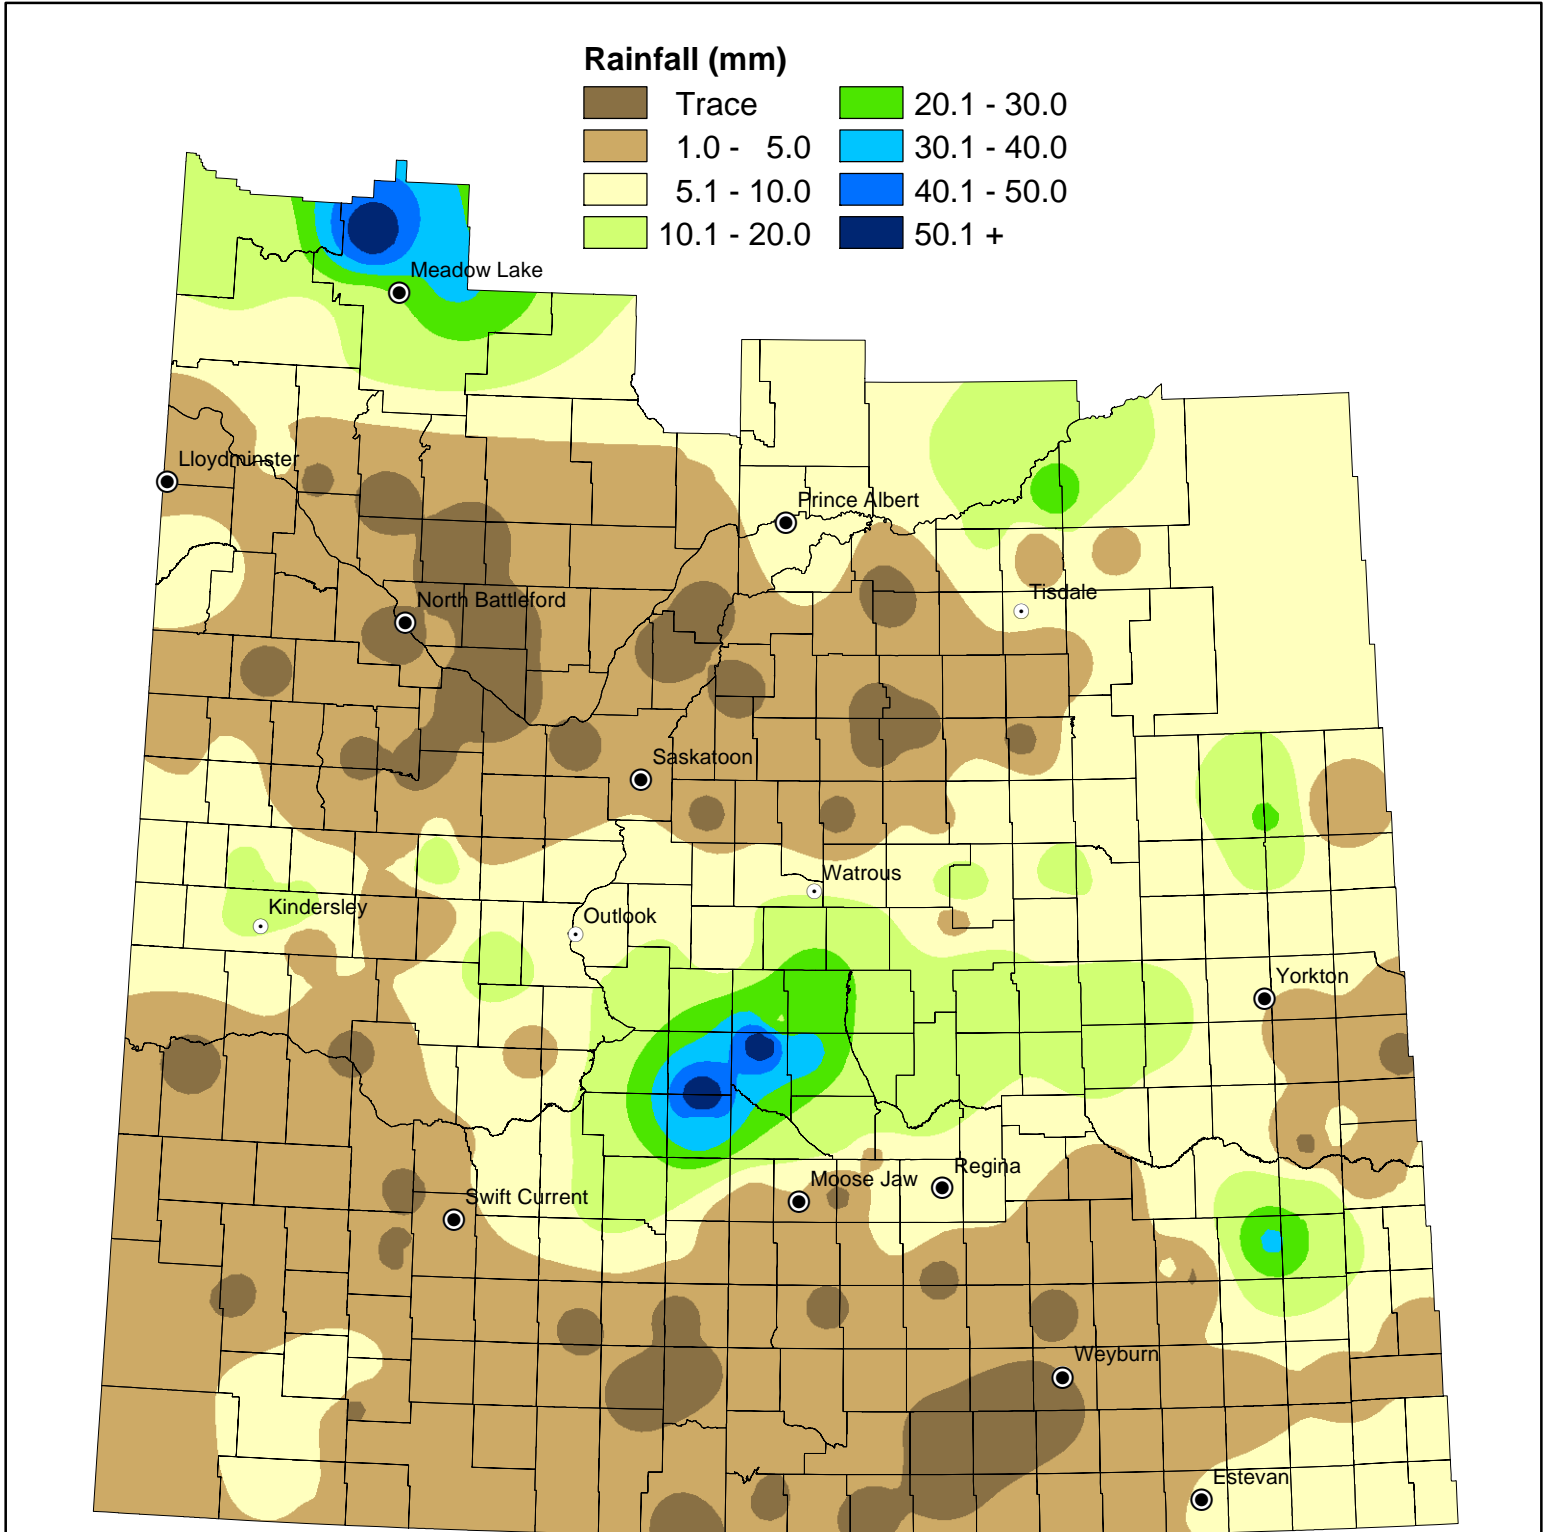 Rainfall (mm)
Trace
1.0 - 5.0
5.1 - 10.0
10.1 - 20.0
20.1 - 30.0
30.1 - 40.0
40.1 - 50.0
50.1 +
Meadow Lake
Lloydminster
Prince Albert
North Battleford
Tisdale
Saskatoon
Watrous
Kindersley
Outlook
Yorkton
Regina
Moose Jaw
Swift Current
Weyburn
Estevan